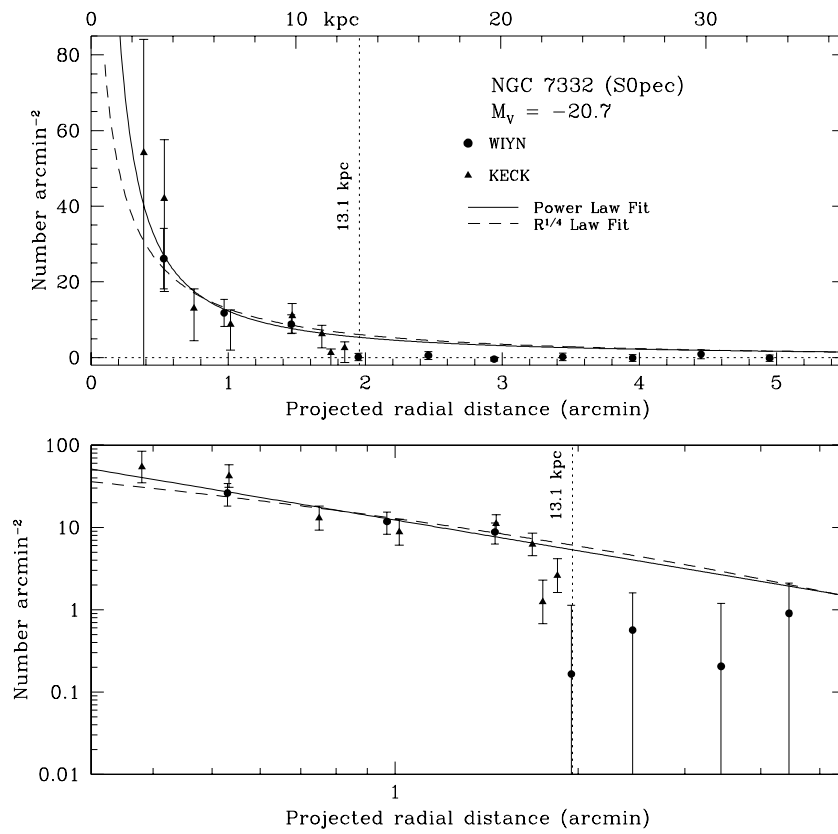 0 10 kpc 20 30
80
60
40
20
0
Number arcmin⁻²
NGC 7332 (S0pec)
M_V = −20.7
WIYN
KECK
Power Law Fit
R^1/4 Law Fit
13.1 kpc
0 1 2 3 4 5
Projected radial distance (arcmin)
100
10
1
0.1
0.01
Number arcmin⁻²
13.1 kpc
1
Projected radial distance (arcmin)